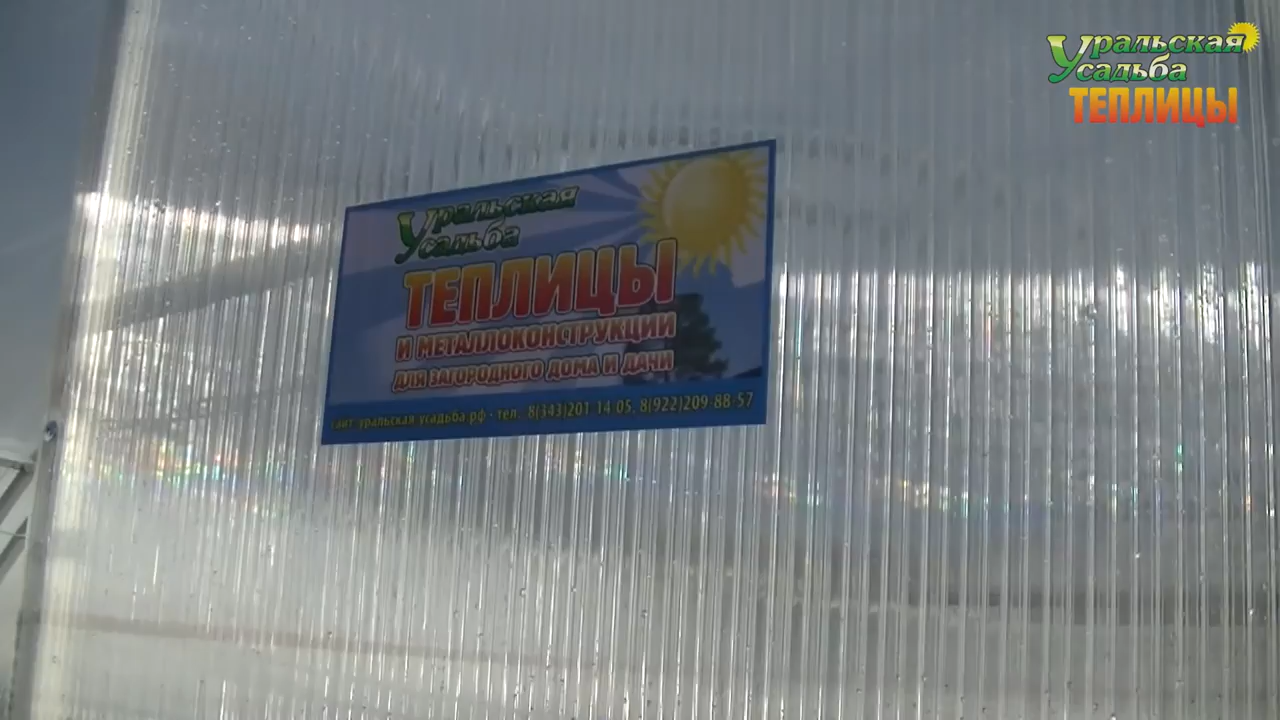 Уральская
Усадьба
ТЕПЛИЦЫ
Уральская
Усадьба
ТЕПЛИЦЫ
И МЕТАЛЛОКОНСТРУКЦИИ
ДЛЯ ЗАГОРОДНОГО ДОМА И ДАЧИ
сайт: уральская-усадьба.рф - тел. 8(343)201-14-05, 8(922)209-88-57